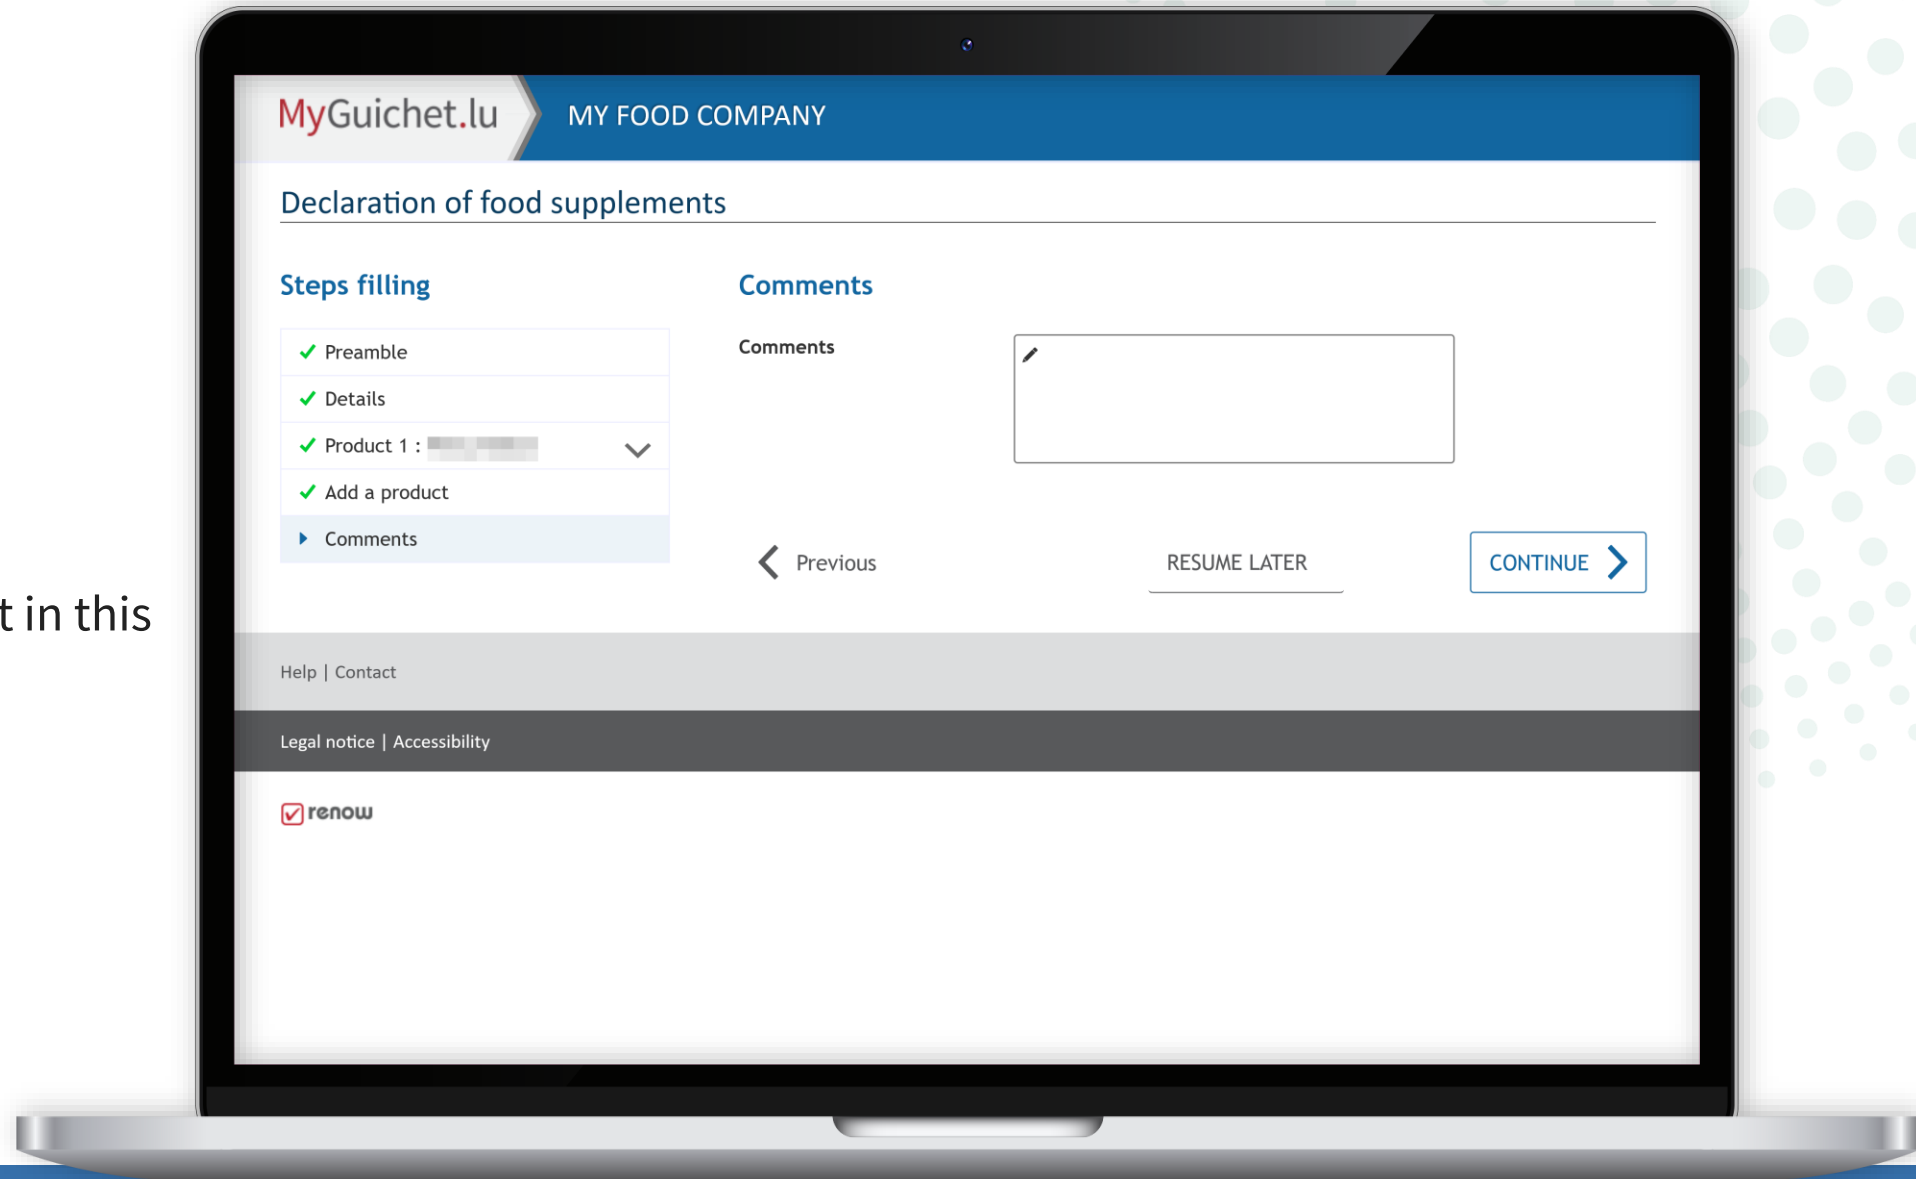 MyGuichet.lu
MY FOOD COMPANY
Declaration of food supplements
Steps filling
Preamble
Details
Product 1 :
Add a product
Comments
Comments
Comments
Previous
RESUME LATER
CONTINUE
t in this
Help | Contact
Legal notice | Accessibility
renow